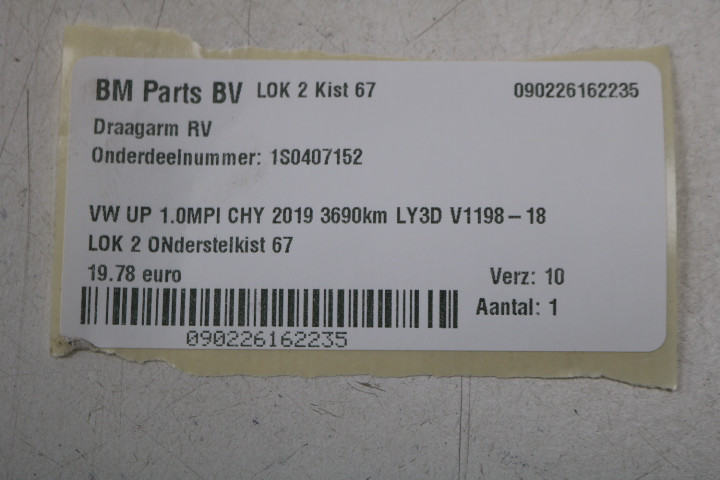 BM Parts BV LOK 2 Kist 67 090226162235
Draagarm RV
Onderdeelnummer: 1S0407152
VW UP 1.0MPI CHY 2019 3690km LY3D V1198-18
LOK 2 ONderstelkist 67
19.78 euro Verz: 10
Aantal: 1
090226162235